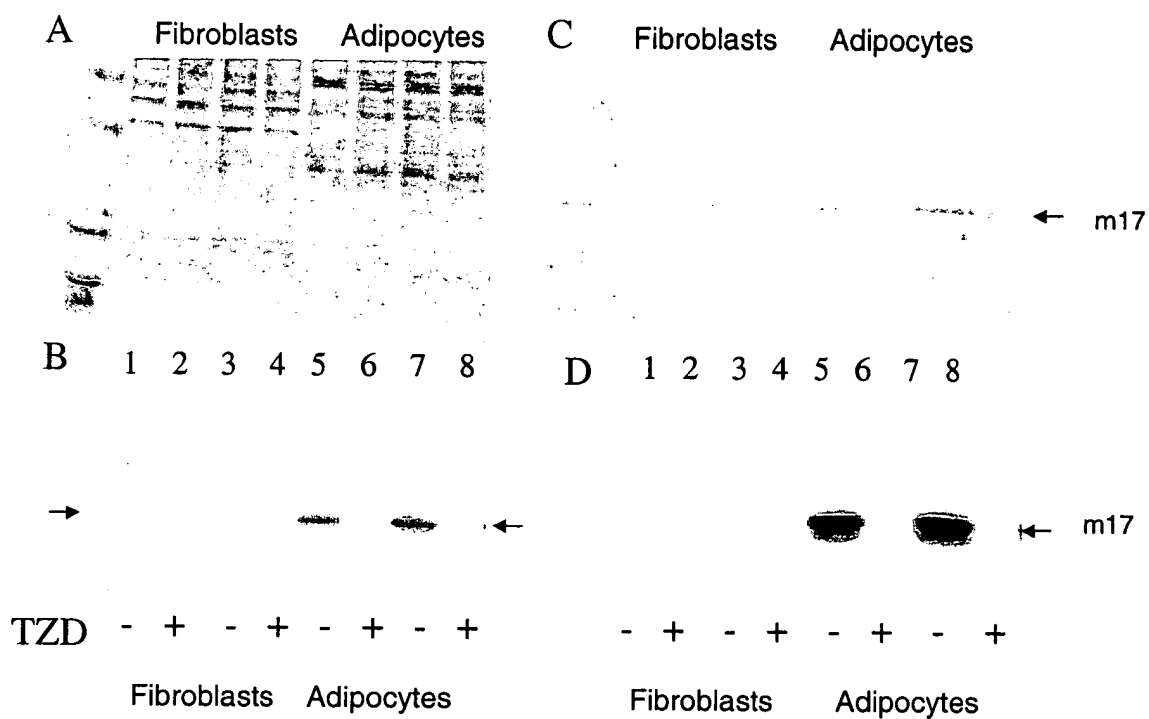 A Fibroblasts Adipocytes
C Fibroblasts Adipocytes
m17
B 1 2 3 4 5 6 7 8
D 1 2 3 4 5 6 7 8
m17
TZD - + - + - + - +
- + - + - + - +
Fibroblasts Adipocytes
Fibroblasts Adipocytes